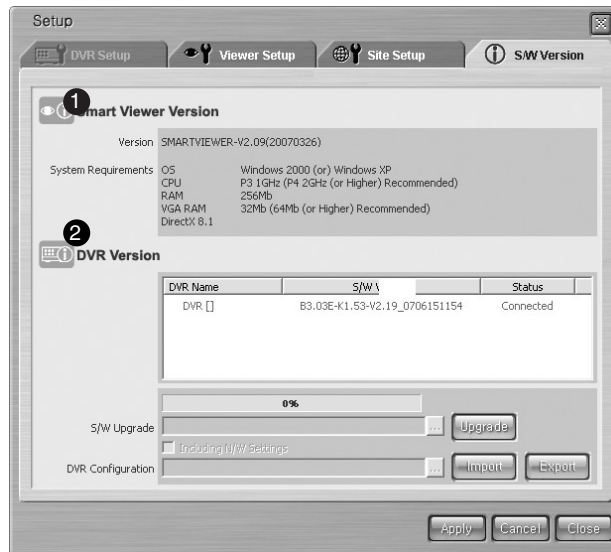 Setup
DVR Setup Viewer Setup Site Setup S/W Version
1
Smart Viewer Version
Version SMARTVIEWER-V2.09(20070326)
System Requirements OS Windows 2000 (or) Windows XP
CPU P3 1GHz (P4 2GHz (or Higher) Recommended)
RAM 256Mb
VGA RAM 32Mb (64Mb (or Higher) Recommended)
DirectX 8.1
2
DVR Version
DVR Name S/W Status
DVR [] B3.03E-K1.53-V2.19_0706151154 Connected
0%
S/W Upgrade ... Upgrade
Including N/W Settings
DVR Configuration ... Import Export
Apply Cancel Close